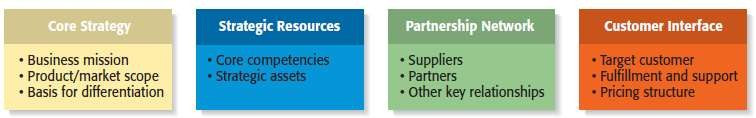 Core Strategy
• Business mission
• Product/market scope
• Basis for differentiation
Strategic Resources
• Core competencies
• Strategic assets
Partnership Network
• Suppliers
• Partners
• Other key relationships
Customer Interface
• Target customer
• Fulfillment and support
• Pricing structure